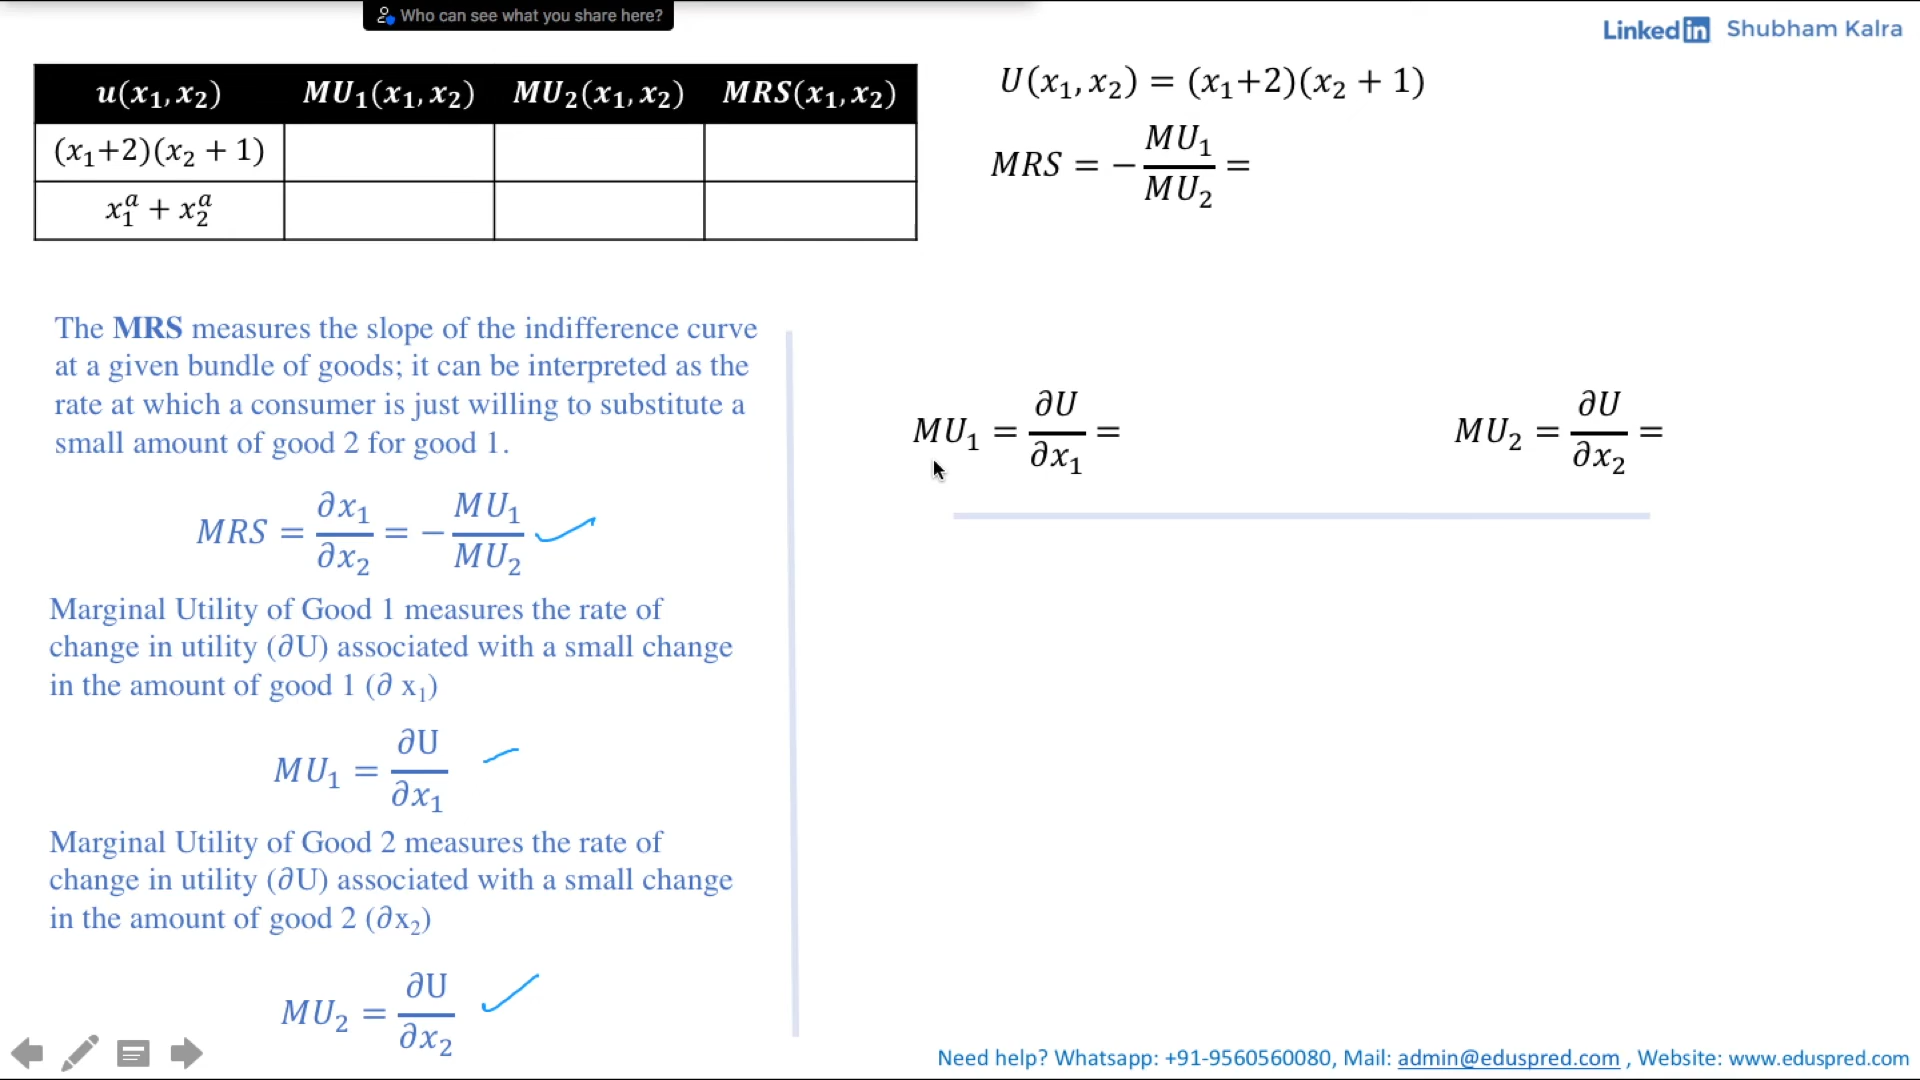 Who can see what you share here?
Linked in Shubham Kalra
u(x₁, x₂) MU₁(x₁, x₂) MU₂(x₁, x₂) MRS(x₁, x₂)
(x₁+2)(x₂ + 1)
x₁ᵃ + x₂ᵃ
U(x₁, x₂) = (x₁+2)(x₂ + 1)
MRS = − MU₁/MU₂ =
The MRS measures the slope of the indifference curve
at a given bundle of goods; it can be interpreted as the
rate at which a consumer is just willing to substitute a
small amount of good 2 for good 1.
MRS = ∂x₁/∂x₂ = − MU₁/MU₂
Marginal Utility of Good 1 measures the rate of
change in utility (∂U) associated with a small change
in the amount of good 1 (∂ x₁)
MU₁ = ∂U/∂x₁
Marginal Utility of Good 2 measures the rate of
change in utility (∂U) associated with a small change
in the amount of good 2 (∂x₂)
MU₂ = ∂U/∂x₂
MU₁ = ∂U/∂x₁ =
MU₂ = ∂U/∂x₂ =
Need help? Whatsapp: +91-9560560080, Mail: admin@eduspred.com , Website: www.eduspred.com